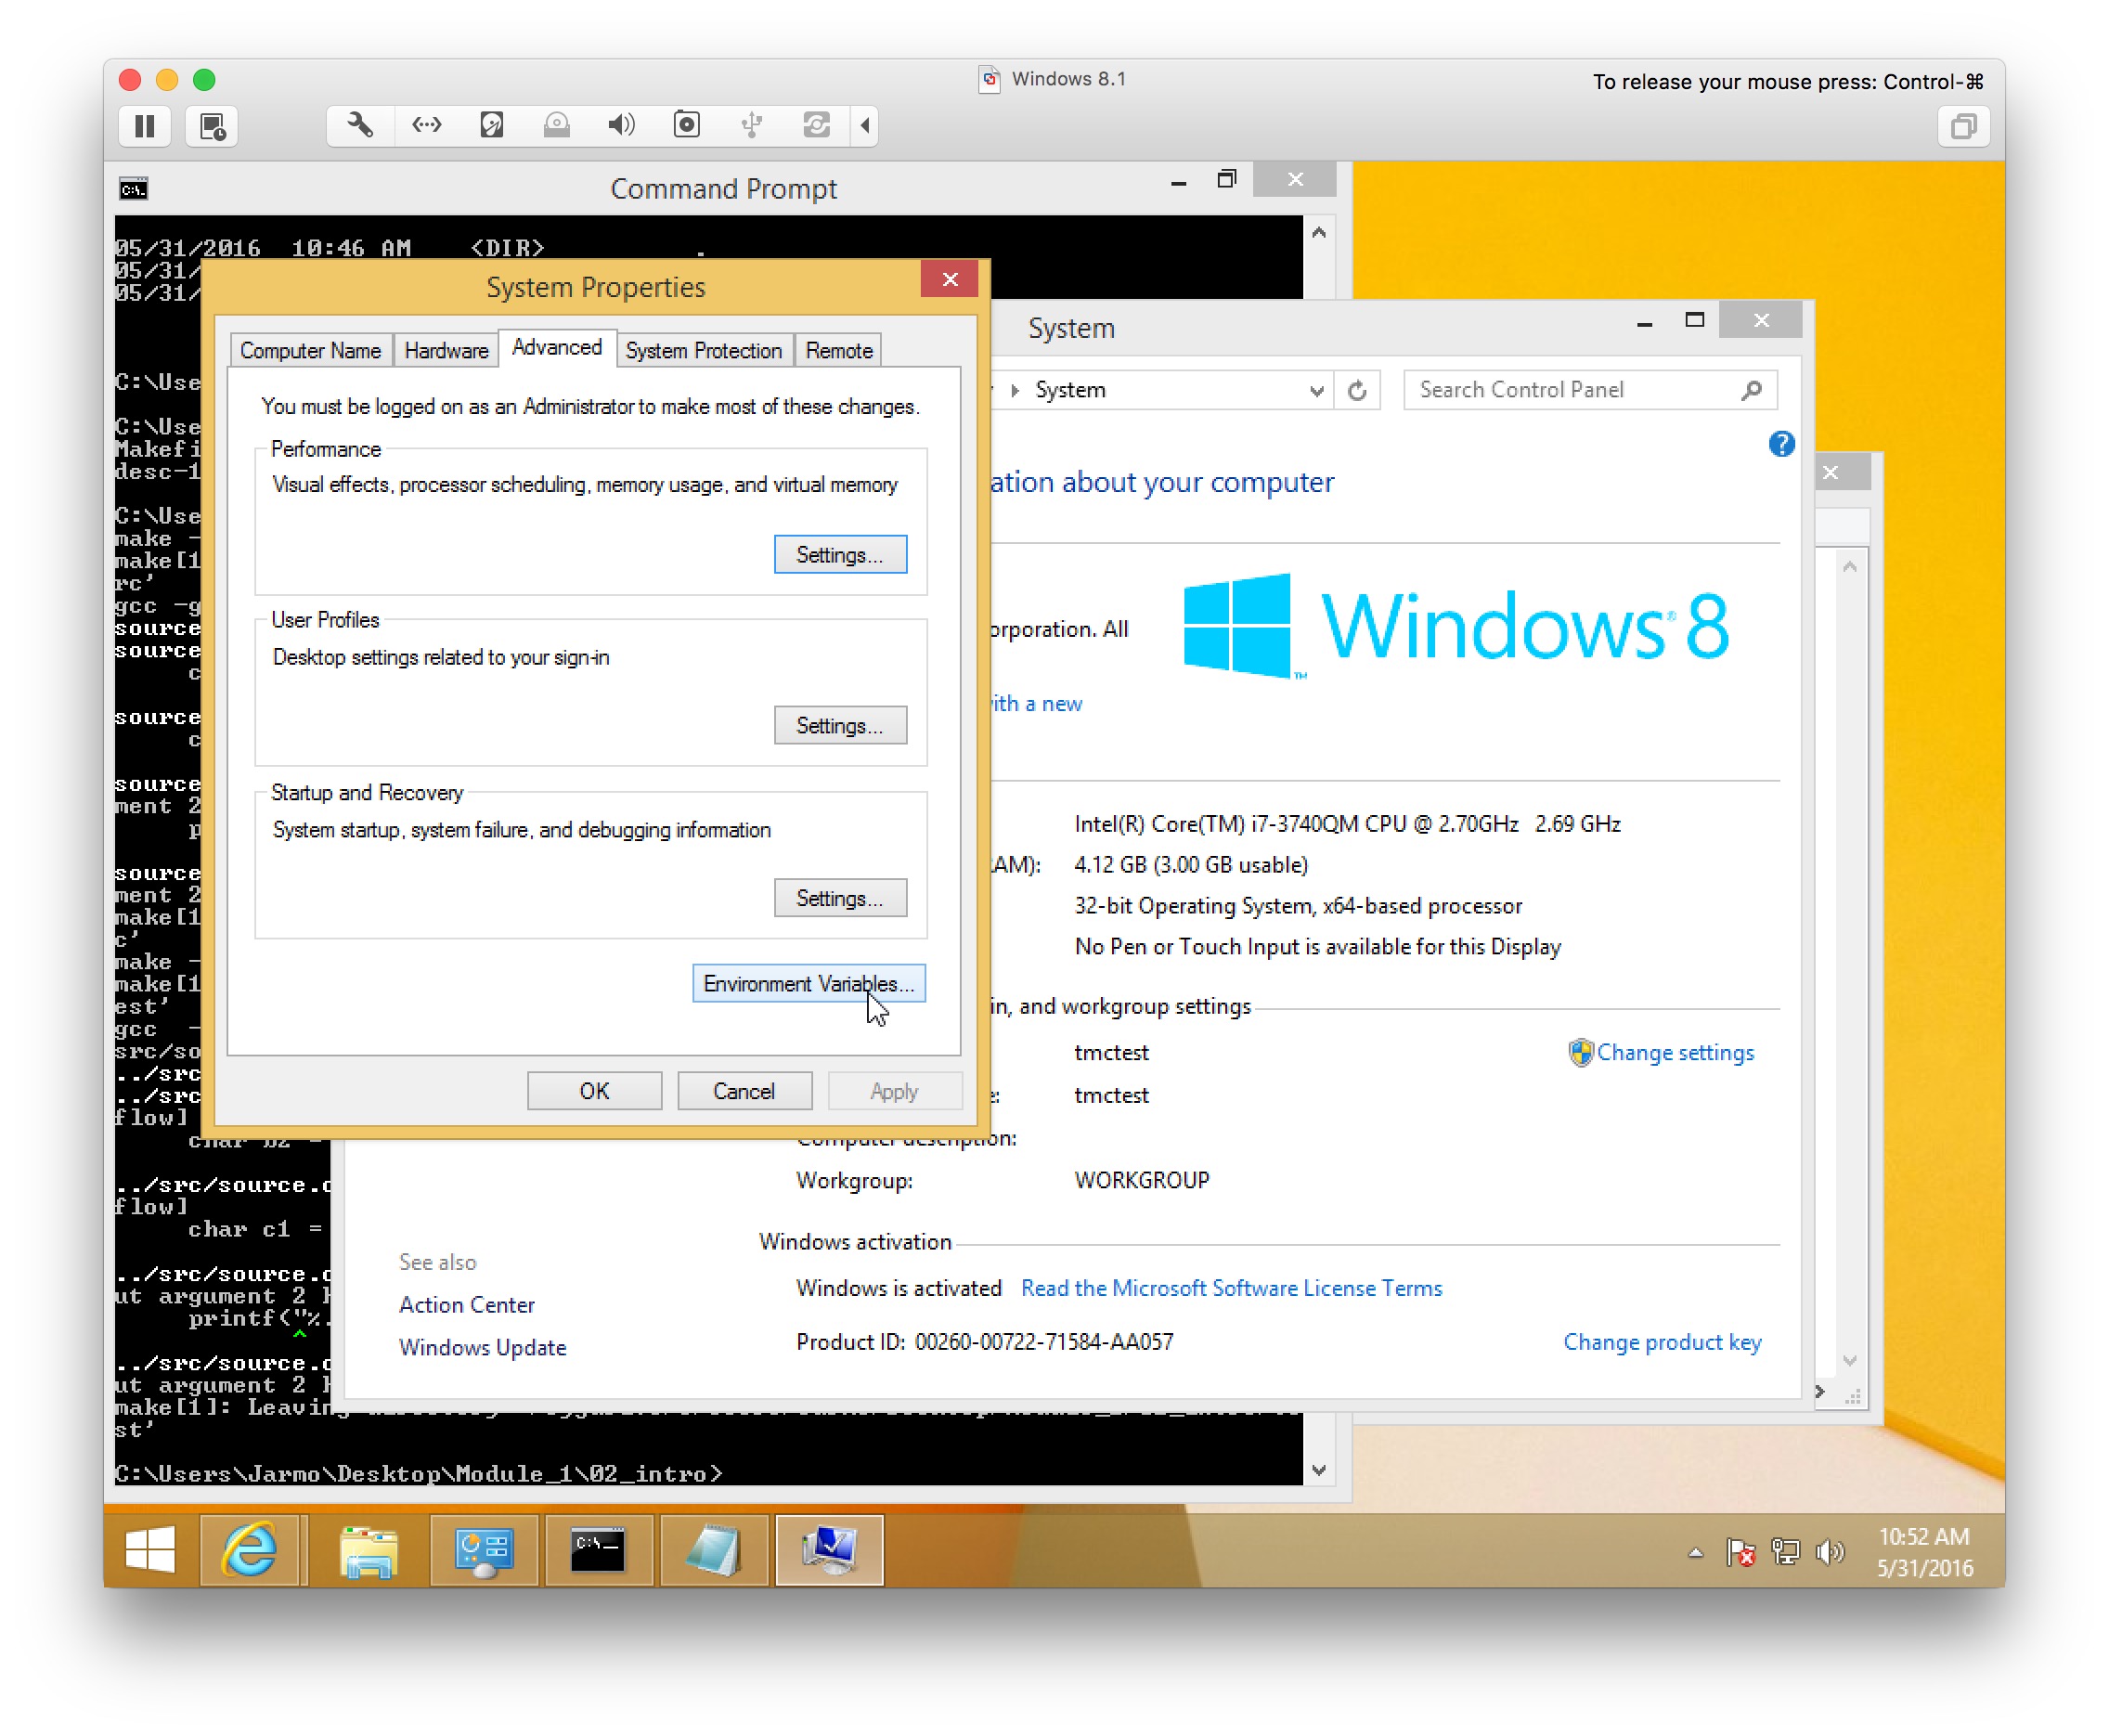 Windows 8.1
To release your mouse press: Control-⌘
Command Prompt
05/31/2016  10:46 AM    <DIR>          .
05/31/
05/31/
C:\Use
C:\Use
Makefi
desc-1
C:\Use
make -
make[1
rc'
gcc -g
source
source
c
source
c
source
ment 2
p
source
ment 2
make[1
c'
make -
make[1
est'
gcc  -
src/so
../src
../src
flow]
char b2 =
../src/source.c
flow]
char c1 =
../src/source.c
ut argument 2 h
printf("%.
^
../src/source.c
ut argument 2 h
make[1]: Leaving
st'
C:\Users\Jarmo\Desktop\Module_1\02_intro>
System Properties
Computer Name
Hardware
Advanced
System Protection
Remote
You must be logged on as an Administrator to make most of these changes.
Performance
Visual effects, processor scheduling, memory usage, and virtual memory
Settings...
User Profiles
Desktop settings related to your sign-in
Settings...
Startup and Recovery
System startup, system failure, and debugging information
Settings...
Environment Variables...
OK
Cancel
Apply
System
System
Search Control Panel
ation about your computer
orporation. All
Windows® 8
™
ith a new
Intel(R) Core(TM) i7-3740QM CPU @ 2.70GHz   2.69 GHz
AM): 4.12 GB (3.00 GB usable)
32-bit Operating System, x64-based processor
No Pen or Touch Input is available for this Display
in, and workgroup settings
tmctest
Change settings
e: tmctest
Computer description:
Workgroup: WORKGROUP
Windows activation
Windows is activated   Read the Microsoft Software License Terms
Product ID: 00260-00722-71584-AA057
Change product key
See also
Action Center
Windows Update
10:52 AM
5/31/2016